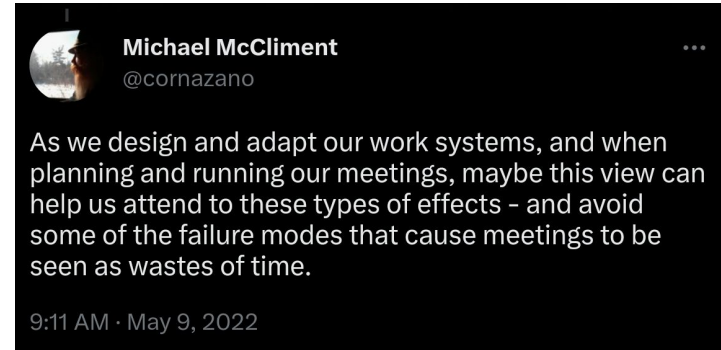 Michael McCliment
@cornazano
As we design and adapt our work systems, and when
planning and running our meetings, maybe this view can
help us attend to these types of effects - and avoid
some of the failure modes that cause meetings to be
seen as wastes of time.
9:11 AM · May 9, 2022